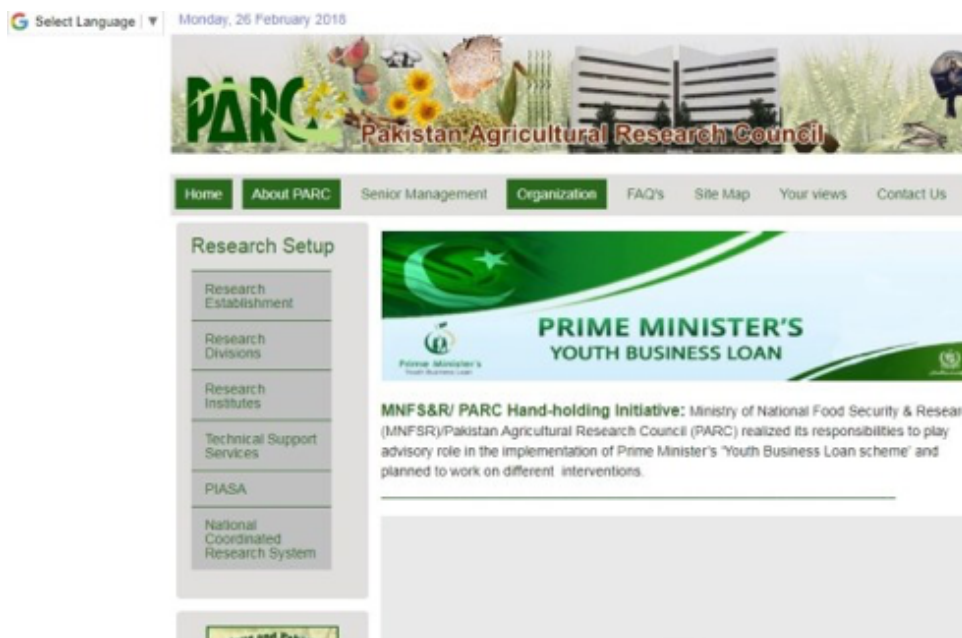 Select Language
Monday, 26 February 2018
PARC
Pakistan Agricultural Research Council
Home About PARC Senior Management Organization FAQ's Site Map Your views Contact Us
Research Setup
Research
Establishment
Research
Divisions
Research
Institutes
Technical Support
Services
PIASA
National
Coordinated
Research System
PRIME MINISTER'S
YOUTH BUSINESS LOAN
Prime Minister's
Youth Business Loan
MNFS&R/ PARC Hand-holding Initiative: Ministry of National Food Security & Resear
(MNFSR)/Pakistan Agricultural Research Council (PARC) realized its responsibilities to play
advisory role in the implementation of Prime Minister's 'Youth Business Loan scheme' and
planned to work on different interventions.